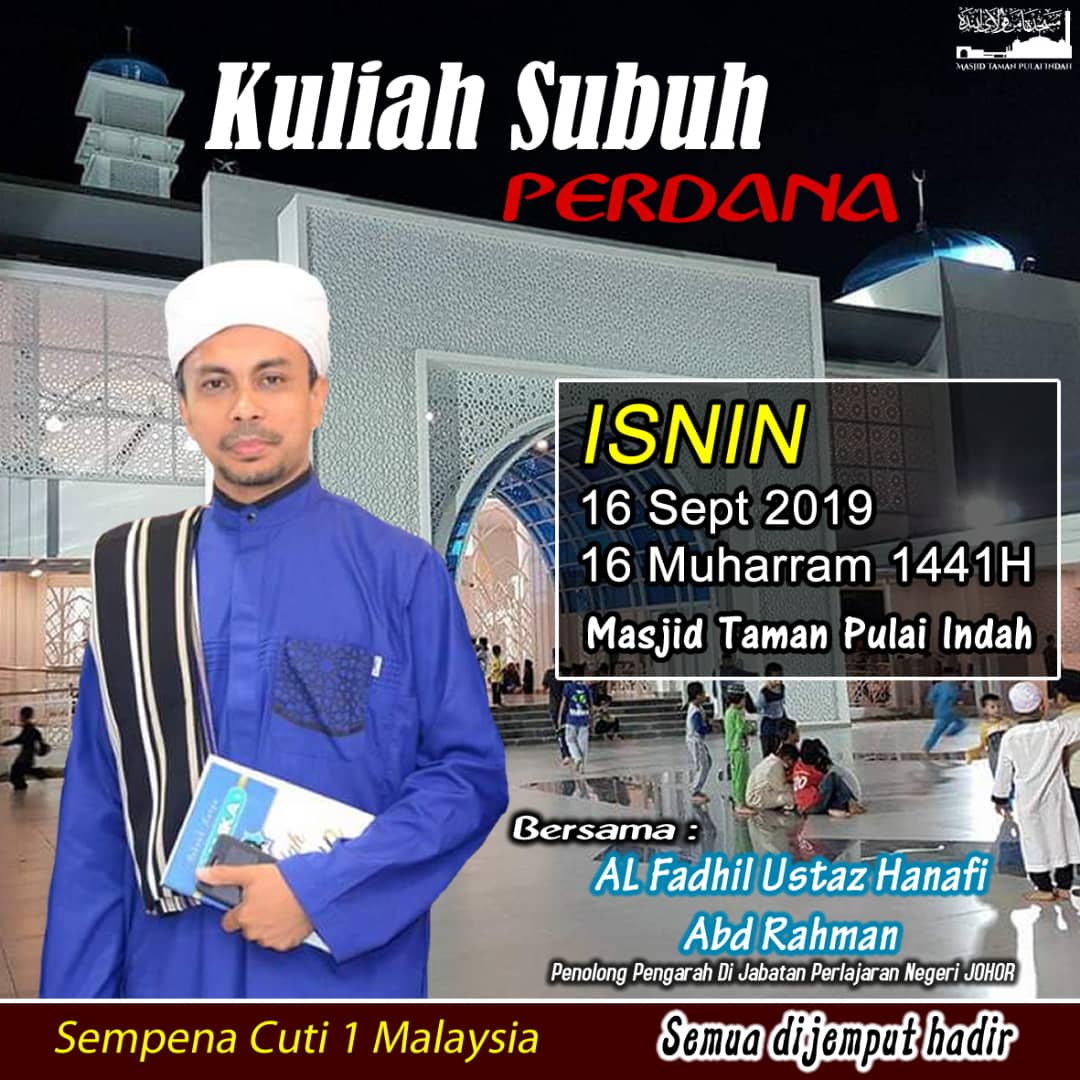 MASJID TAMAN PULAI INDAH
Kuliah Subuh
PERDANA
ISNIN
16 Sept 2019
16 Muharram 1441H
Masjid Taman Pulai Indah
Bersama :
AL Fadhil Ustaz Hanafi
Abd Rahman
Penolong Pengarah Di Jabatan Perlajaran Negeri JOHOR
Sempena Cuti 1 Malaysia
Semua dijemput hadir